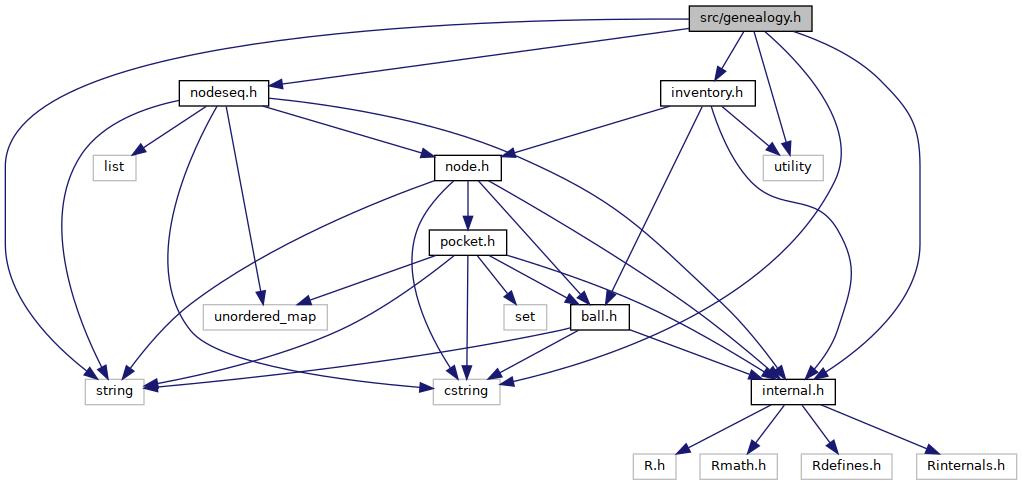 src/genealogy.h
nodeseq.h
inventory.h
list
node.h
utility
pocket.h
unordered_map
set
ball.h
string
cstring
internal.h
R.h
Rmath.h
Rdefines.h
Rinternals.h